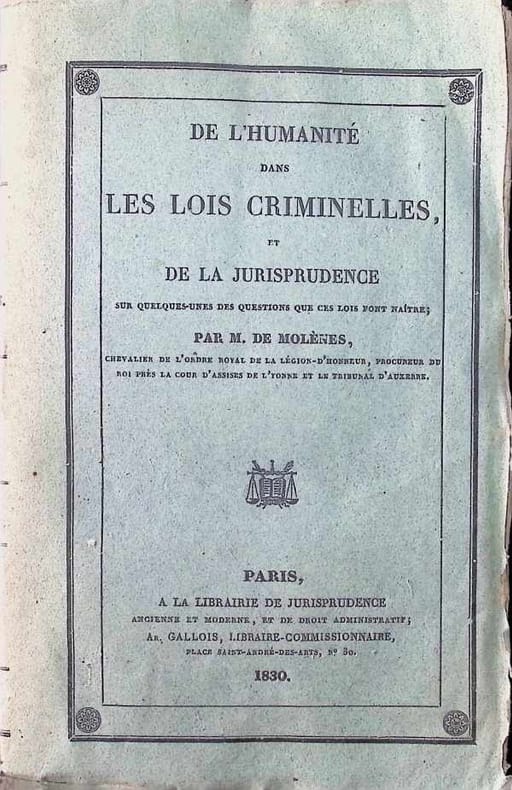 DE L'HUMANITÉ
DANS
LES LOIS CRIMINELLES,
ET
DE LA JURISPRUDENCE
SUR QUELQUES-UNES DES QUESTIONS QUE CES LOIS FONT NAÎTRE;
PAR M. DE MOLÈNES,
CHEVALIER DE L'ORDRE ROYAL DE LA LÉGION-D'HONNEUR, PROCUREUR DU
ROI PRÈS LA COUR D'ASSISES DE L'YONNE ET LE TRIBUNAL D'AUXERRE.
PARIS,
A LA LIBRAIRIE DE JURISPRUDENCE
ANCIENNE ET MODERNE, ET DE DROIT ADMINISTRATIF;
AR. GALLOIS, LIBRAIRE-COMMISSIONNAIRE,
PLACE SAINT-ANDRÉ-DES-ARTS, Nº 30.
1830.